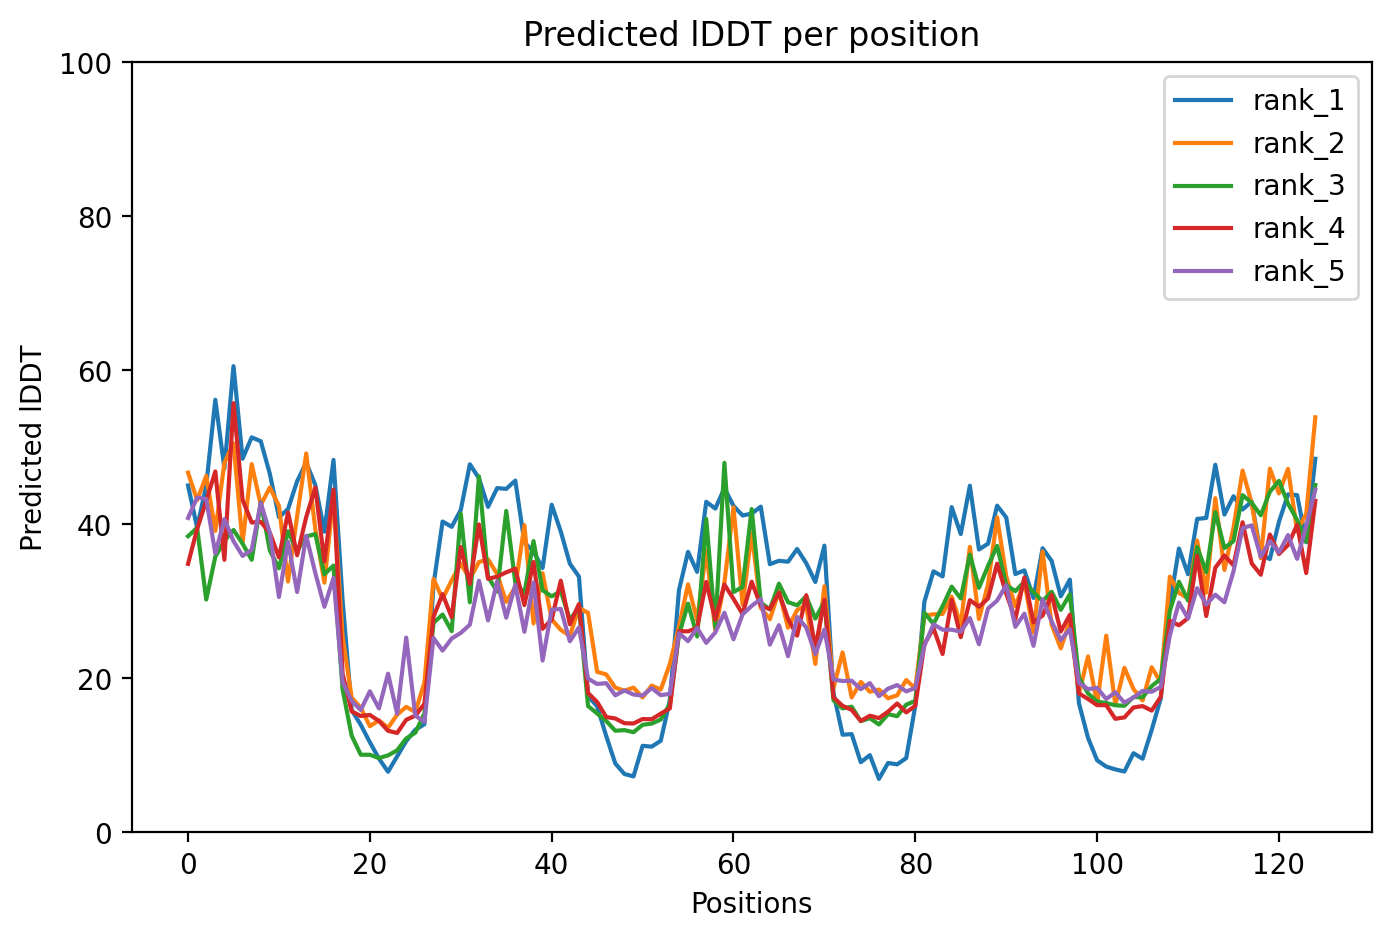 Predicted lDDT per position
100
80
60
40
20
0
Predicted lDDT
0 20 40 60 80 100 120
Positions
rank_1
rank_2
rank_3
rank_4
rank_5